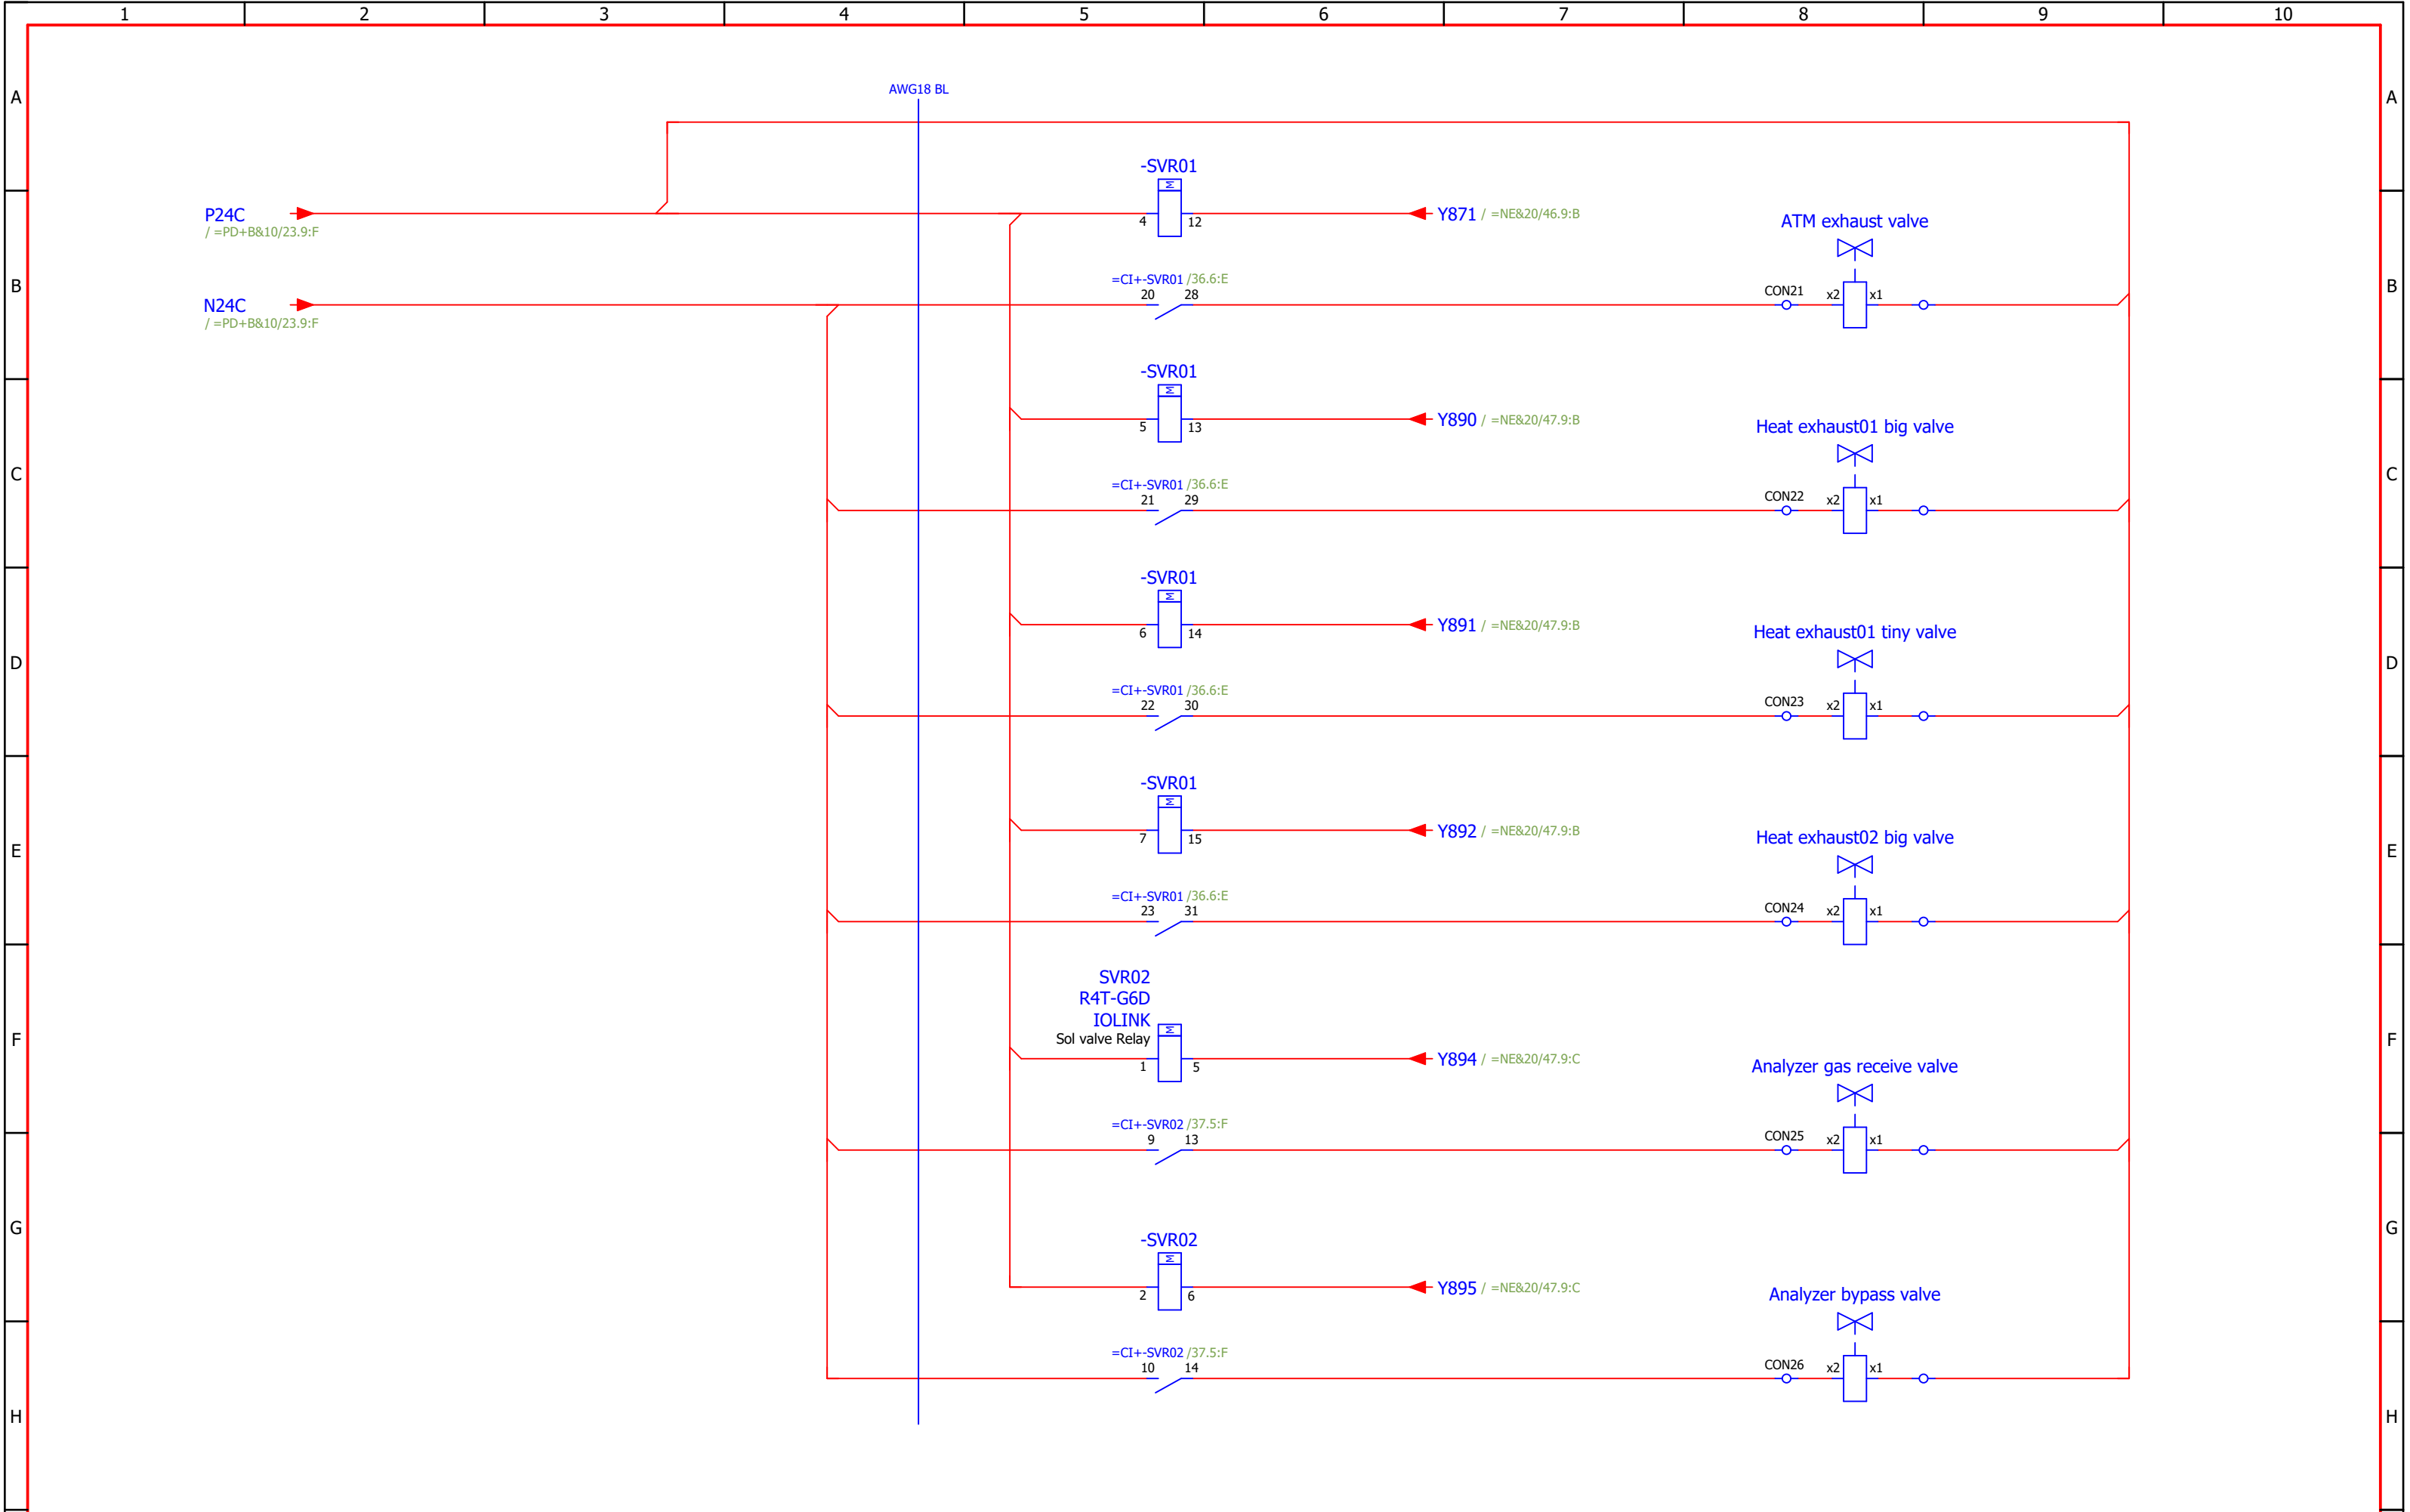 1 2 3 4 5 6 7 8 9 10
A A
AWG18 BL
-SVR01
M
P24C
/ =PD+B&10/23.9:F
4 12
Y871 / =NE&20/46.9:B
ATM exhaust valve
B B
N24C
/ =PD+B&10/23.9:F
=CI+-SVR01 /36.6:E
20 28
CON21 x2 x1
-SVR01
M
5 13
Y890 / =NE&20/47.9:B
Heat exhaust01 big valve
C C
=CI+-SVR01 /36.6:E
21 29
CON22 x2 x1
-SVR01
M
6 14
Y891 / =NE&20/47.9:B
Heat exhaust01 tiny valve
D D
=CI+-SVR01 /36.6:E
22 30
CON23 x2 x1
-SVR01
M
7 15
Y892 / =NE&20/47.9:B
Heat exhaust02 big valve
E E
=CI+-SVR01 /36.6:E
23 31
CON24 x2 x1
SVR02
R4T-G6D
IOLINK
Sol valve Relay
M
F F
1 5
Y894 / =NE&20/47.9:C
Analyzer gas receive valve
=CI+-SVR02 /37.5:F
9 13
CON25 x2 x1
G G
-SVR02
M
2 6
Y895 / =NE&20/47.9:C
Analyzer bypass valve
=CI+-SVR02 /37.5:F
10 14
CON26 x2 x1
H H